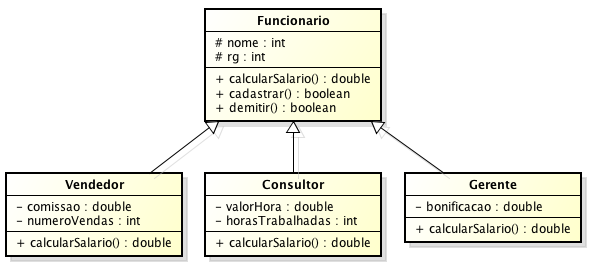 Funcionario
# nome : int
# rg : int
+ calcularSalario() : double
+ cadastrar() : boolean
+ demitir() : boolean
Vendedor
- comissao : double
- numeroVendas : int
+ calcularSalario() : double
Consultor
- valorHora : double
- horasTrabalhadas : int
+ calcularSalario() : double
Gerente
- bonificacao : double
+ calcularSalario() : double